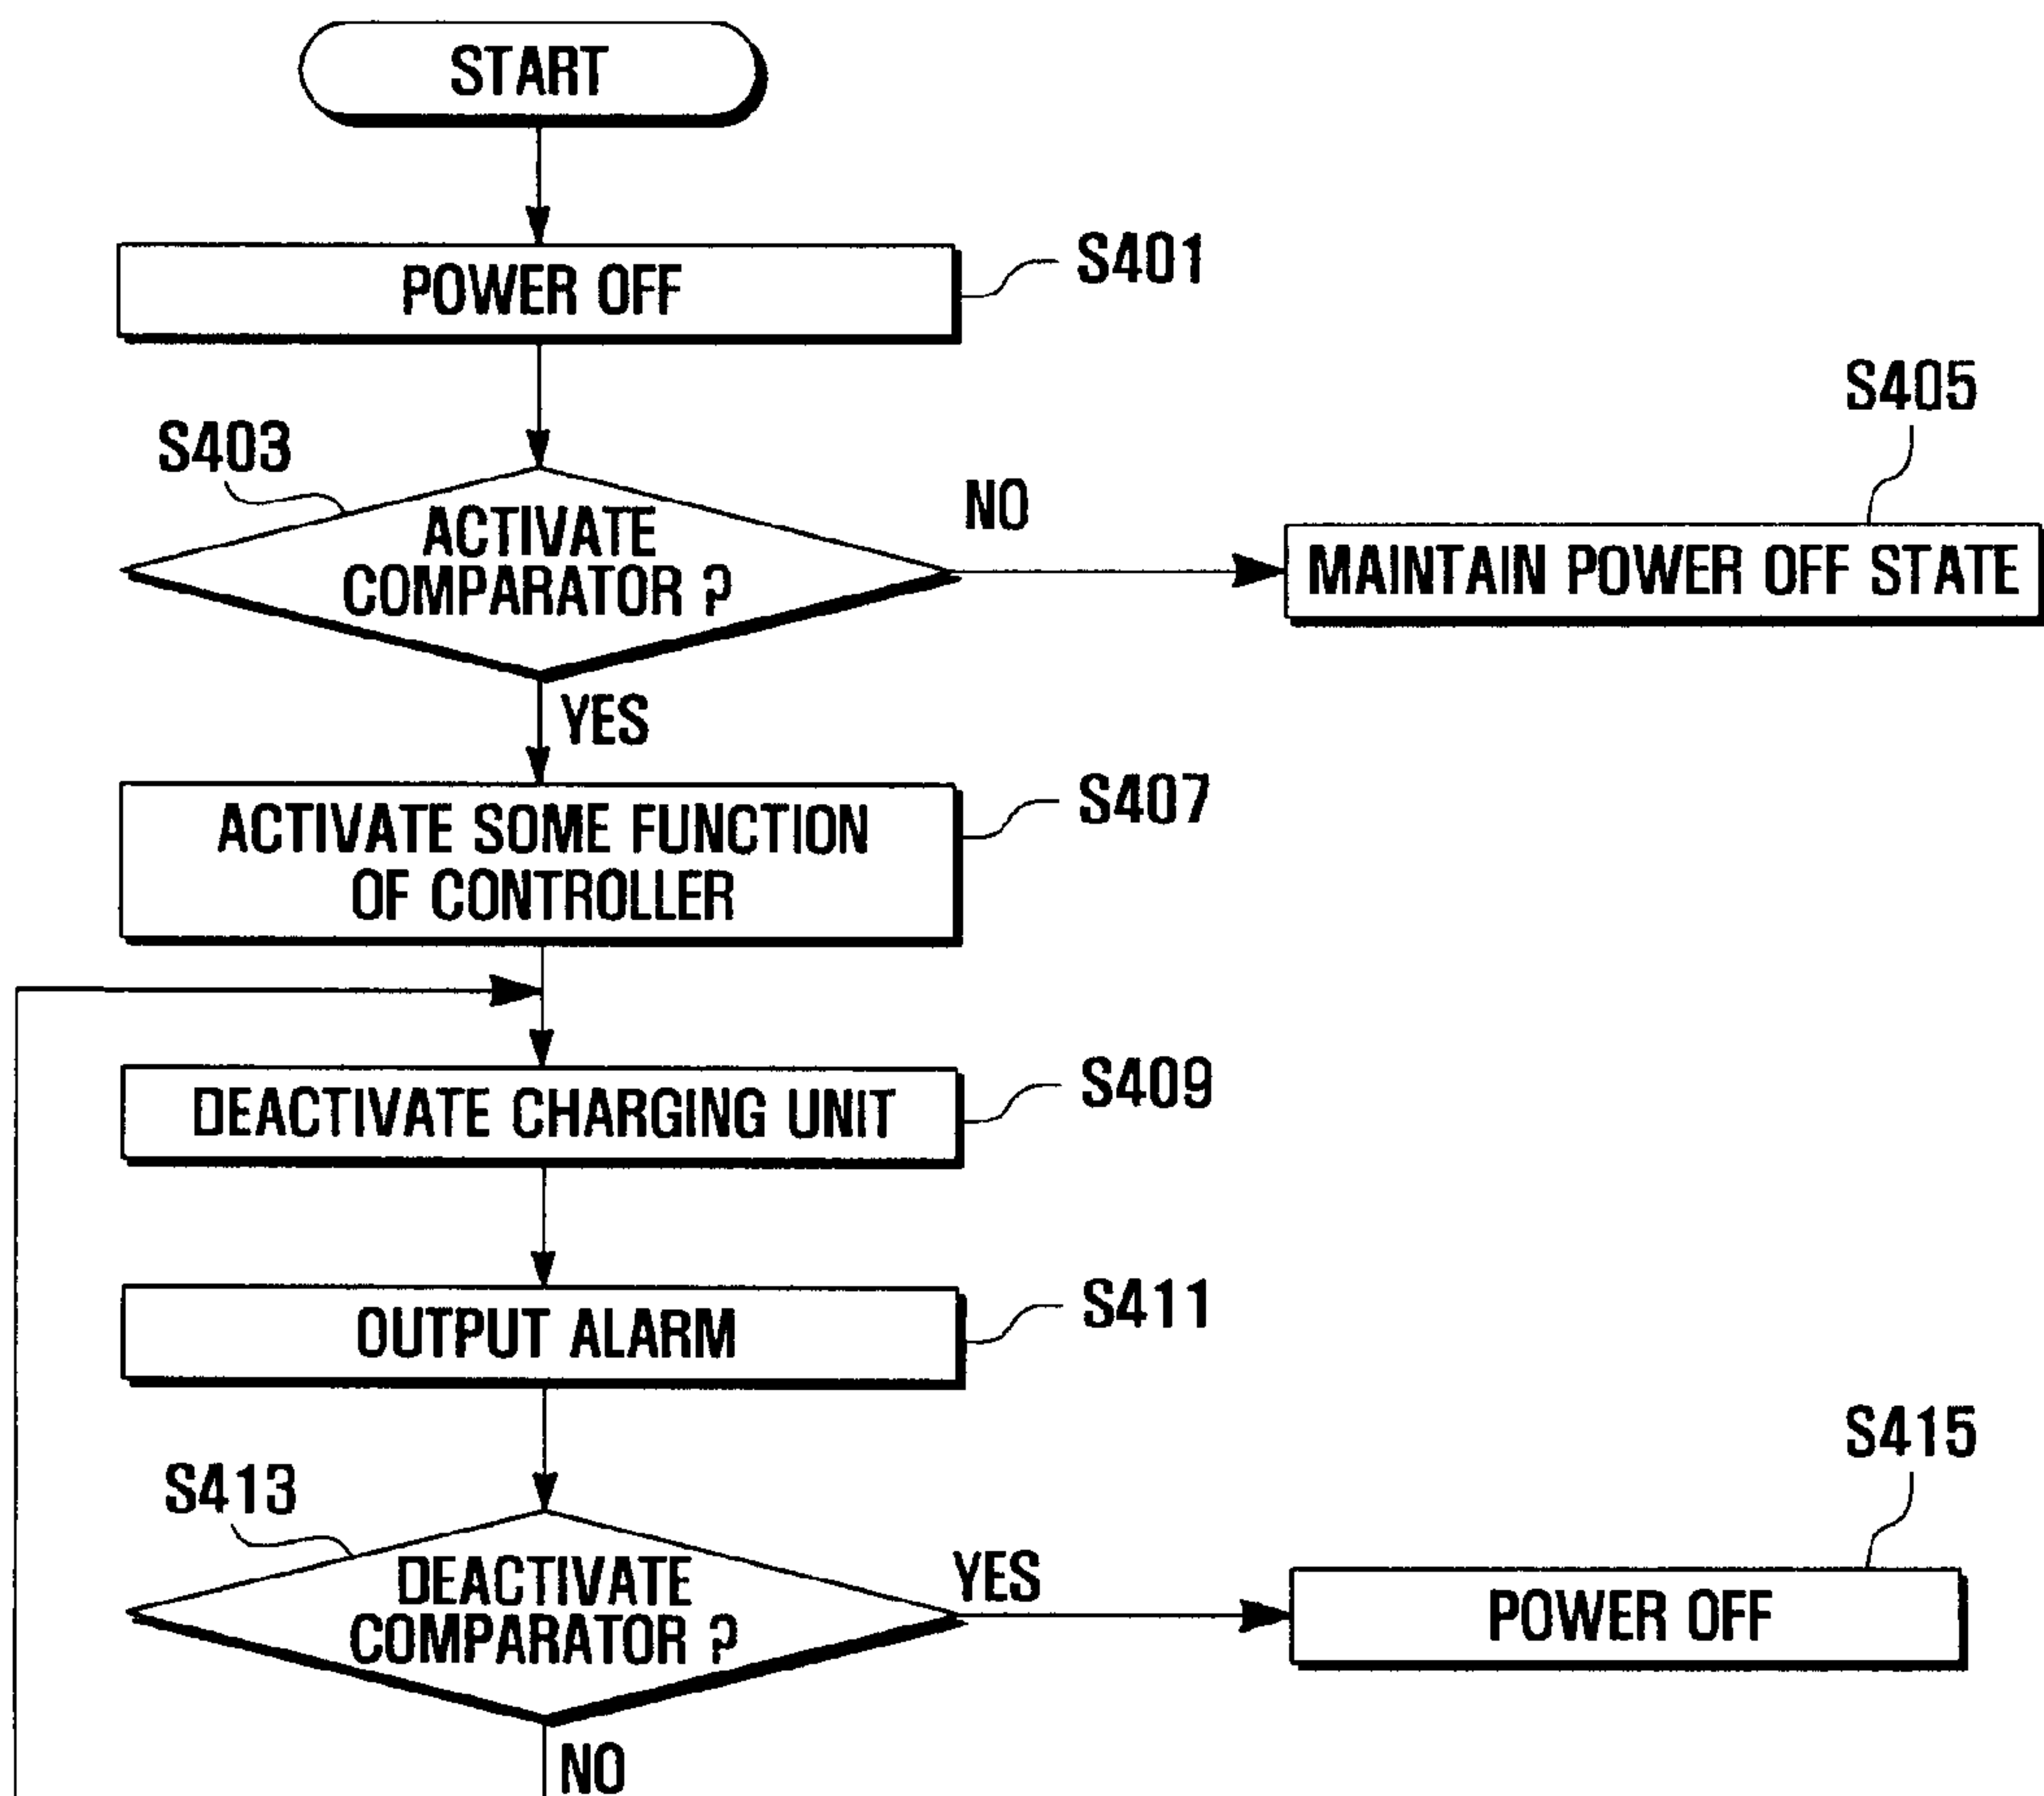 START
POWER OFF
S401
S403
ACTIVATE
COMPARATOR ?
NO
S405
MAINTAIN POWER OFF STATE
YES
ACTIVATE SOME FUNCTION
OF CONTROLLER
S407
DEACTIVATE CHARGING UNIT
S409
OUTPUT ALARM
S411
S413
DEACTIVATE
COMPARATOR ?
YES
S415
POWER OFF
NO